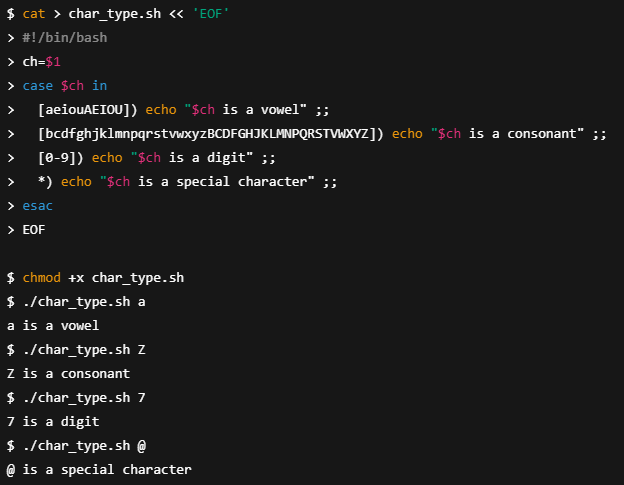 $ cat > char_type.sh << 'EOF'
> #!/bin/bash
> ch=$1
> case $ch in
>   [aeiouAEIOU]) echo "$ch is a vowel" ;;
>   [bcdfghjklmnpqrstvwxyzBCDFGHJKLMNPQRSTVWXYZ]) echo "$ch is a consonant" ;;
>   [0-9]) echo "$ch is a digit" ;;
>   *) echo "$ch is a special character" ;;
> esac
> EOF

$ chmod +x char_type.sh
$ ./char_type.sh a
a is a vowel
$ ./char_type.sh Z
Z is a consonant
$ ./char_type.sh 7
7 is a digit
$ ./char_type.sh @
@ is a special character